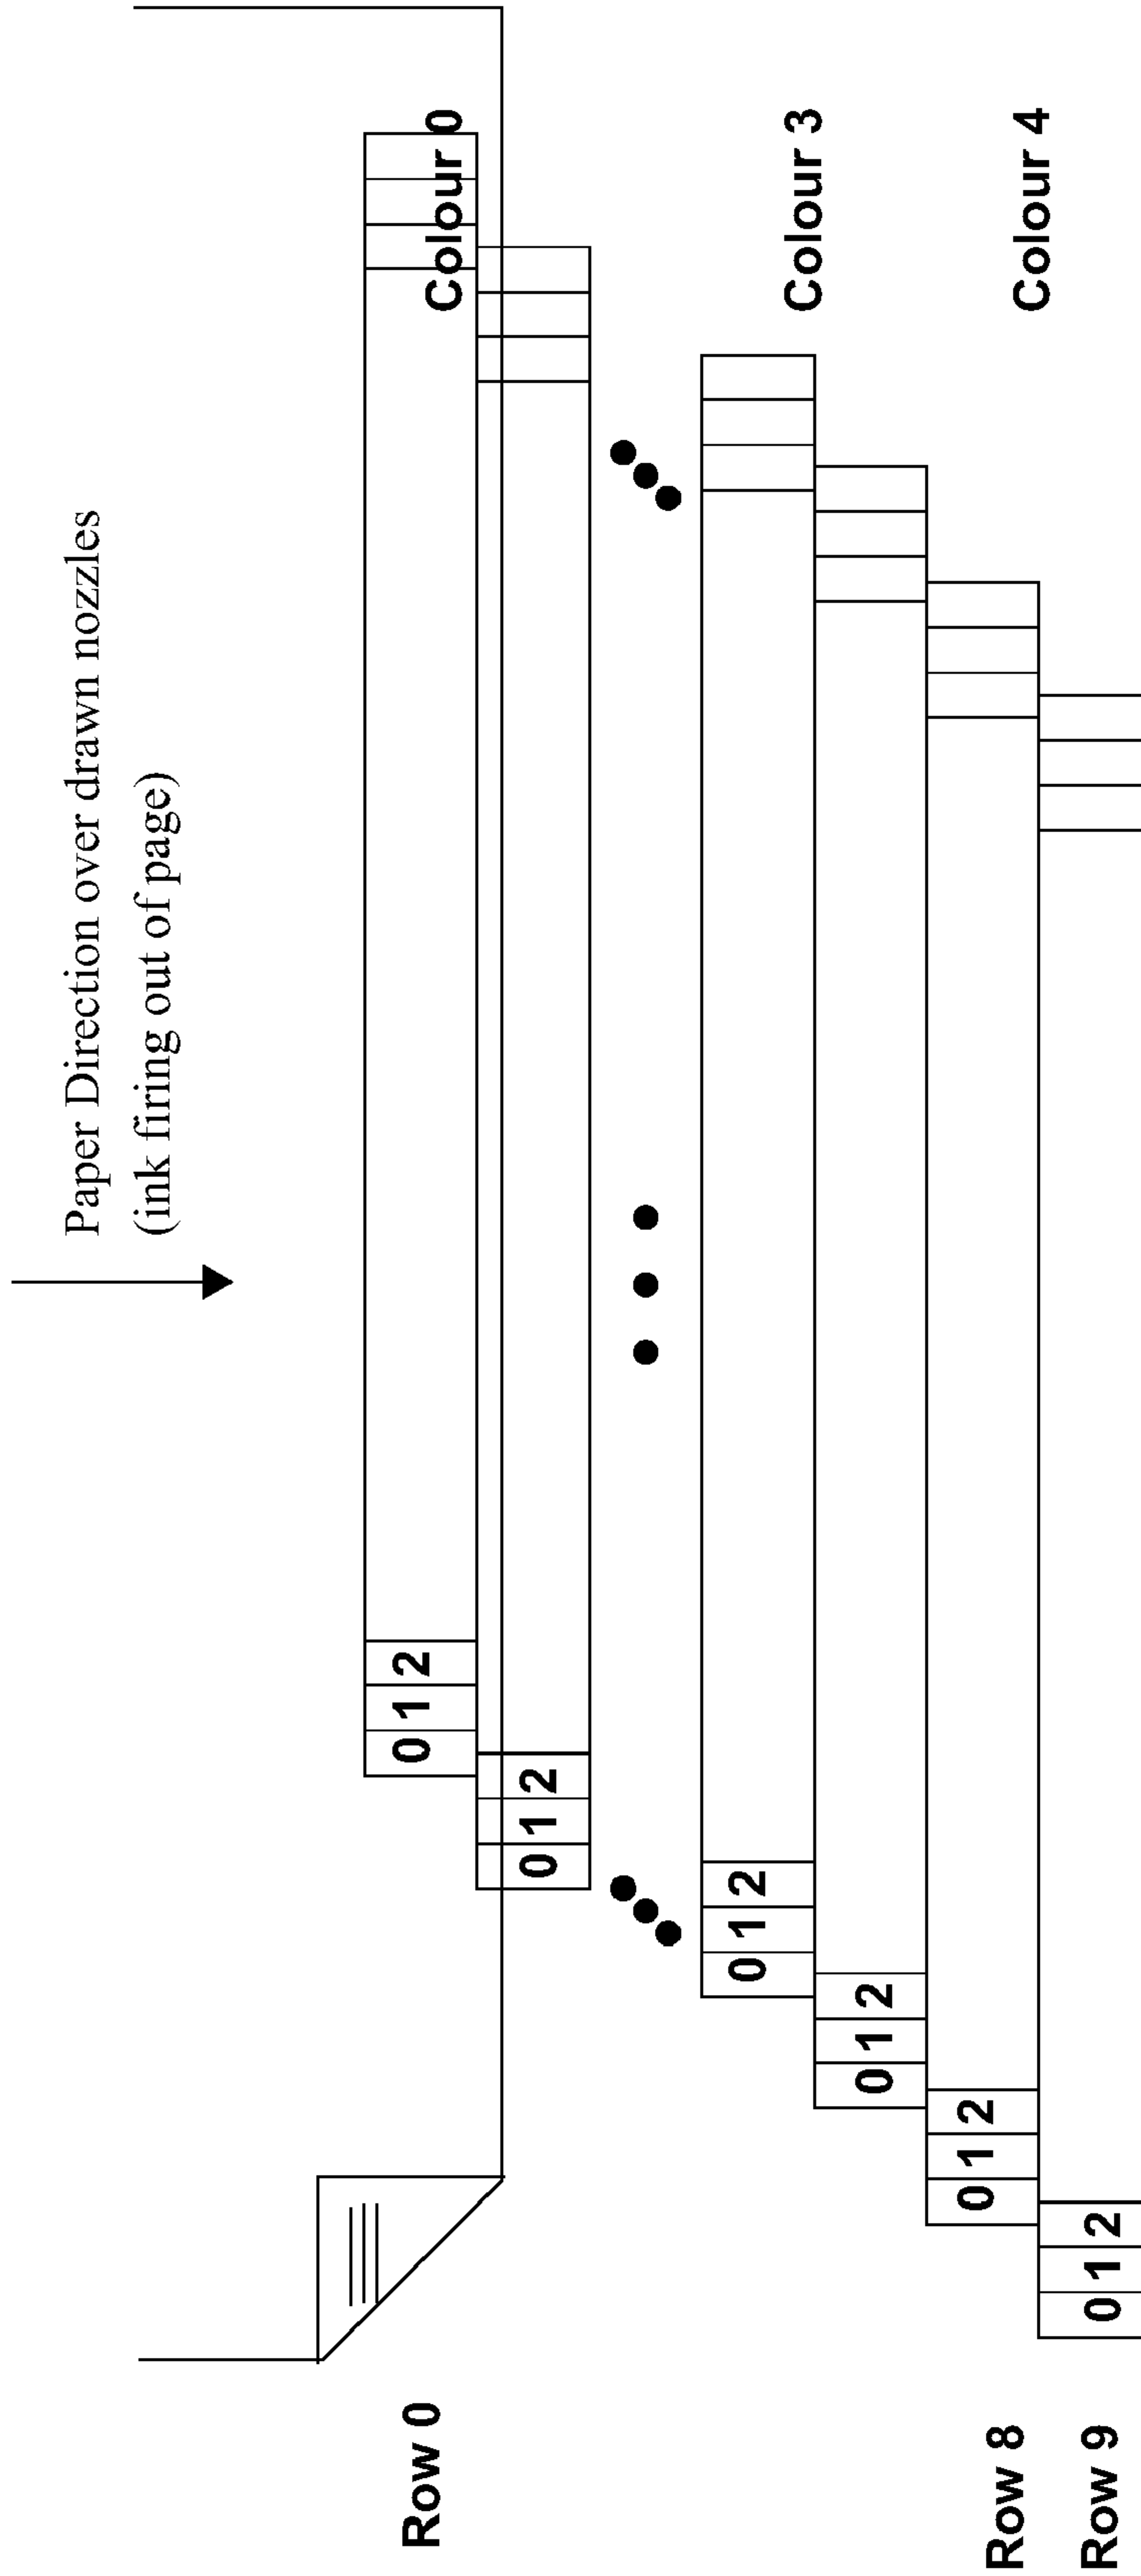 Paper Direction over drawn nozzles
(ink firing out of page)
Row 0
0 1 2
Colour 0
0 1 2
0 1 2
Colour 3
0 1 2
Row 8
0 1 2
Colour 4
Row 9
0 1 2